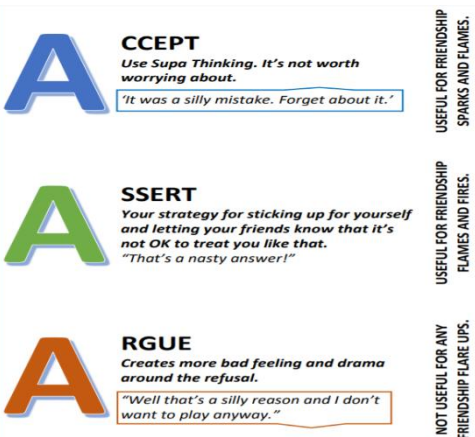 ACCEPT
Use Supa Thinking. It's not worth
worrying about.
'It was a silly mistake. Forget about it.'
USEFUL FOR FRIENDSHIP
SPARKS AND FLAMES.
ASSERT
Your strategy for sticking up for yourself
and letting your friends know that it's
not OK to treat you like that.
"That's a nasty answer!"
USEFUL FOR FRIENDSHIP
FLAMES AND FIRES.
ARGUE
Creates more bad feeling and drama
around the refusal.
"Well that's a silly reason and I don't
want to play anyway."
NOT USEFUL FOR ANY
FRIENDSHIP FLARE UPS.